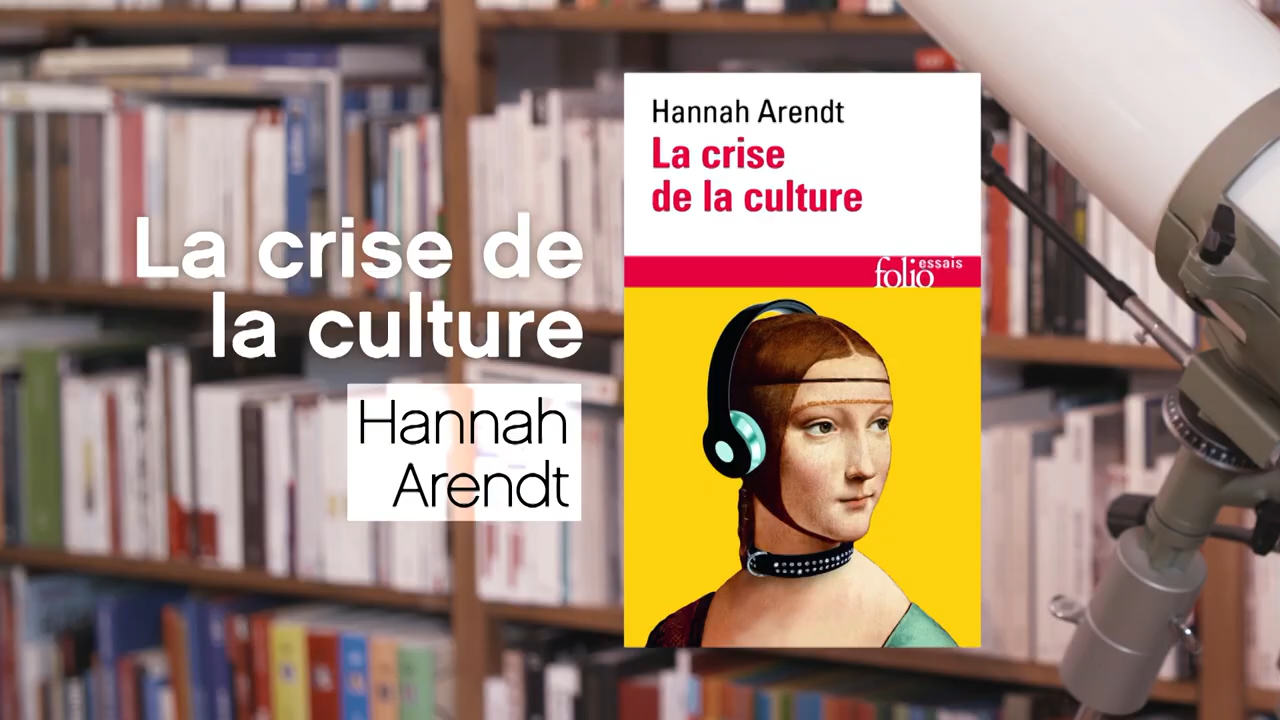 La crise de
la culture
Hannah
Arendt
Hannah Arendt
La crise
de la culture
folio essais